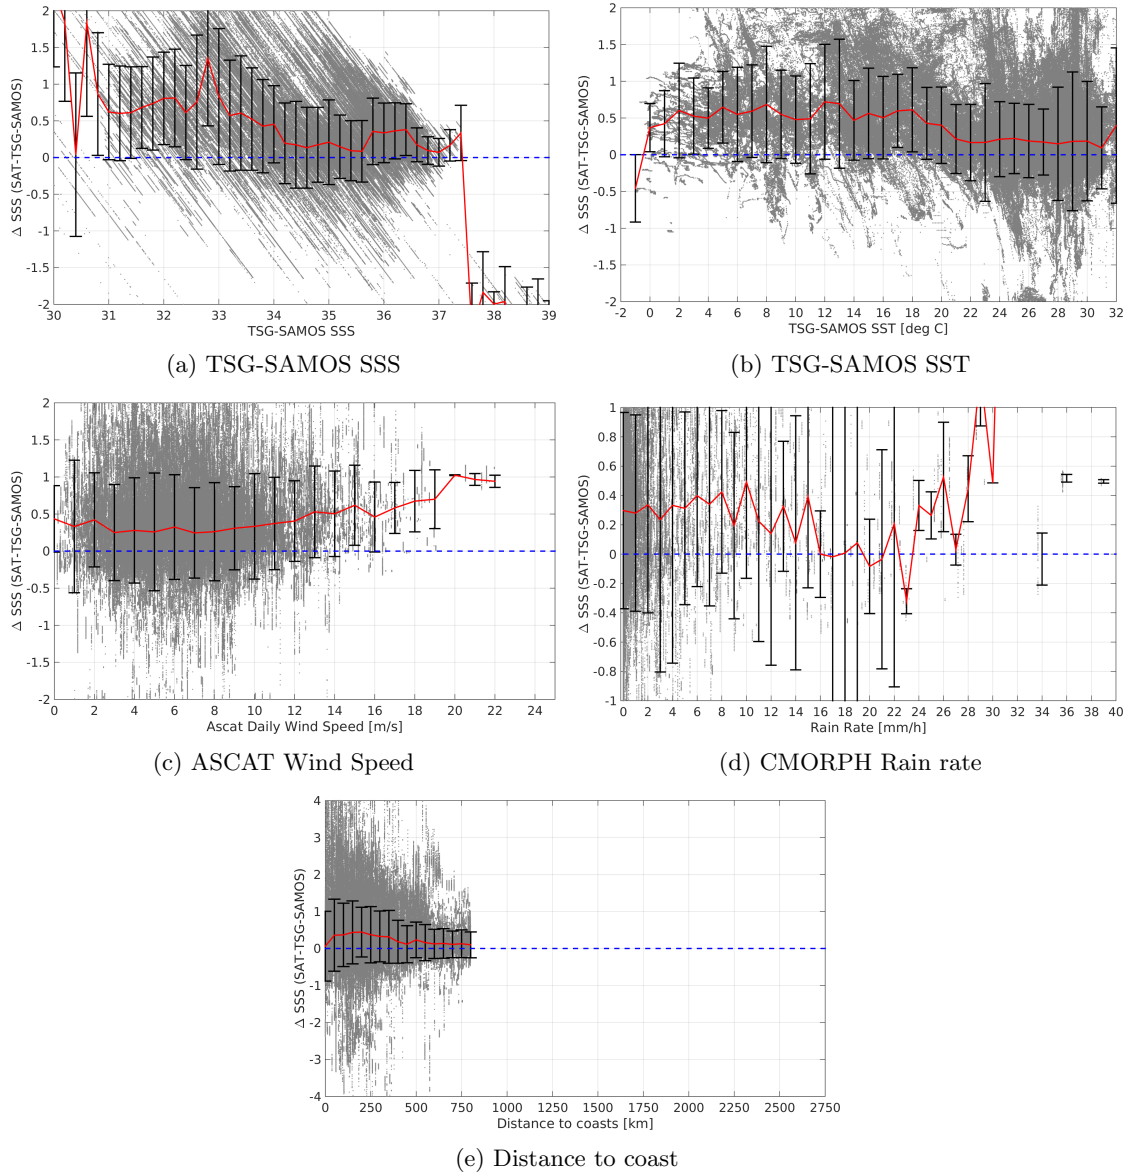 2
1.5
1
0.5
0
-0.5
-1
-1.5
-2
Δ SSS (SAT-TSG-SAMOS)
30 31 32 33 34 35 36 37 38 39
TSG-SAMOS SSS
(a) TSG-SAMOS SSS
2
1.5
1
0.5
0
-0.5
-1
-1.5
-2
Δ SSS (SAT-TSG-SAMOS)
-2 0 2 4 6 8 10 12 14 16 18 20 22 24 26 28 30 32
TSG-SAMOS SST [deg C]
(b) TSG-SAMOS SST
2
1.5
1
0.5
0
-0.5
-1
-1.5
-2
Δ SSS (SAT-TSG-SAMOS)
0 2 4 6 8 10 12 14 16 18 20 22 24
Ascat Daily Wind Speed [m/s]
(c) ASCAT Wind Speed
1
0.8
0.6
0.4
0.2
0
-0.2
-0.4
-0.6
-0.8
-1
Δ SSS (SAT-TSG-SAMOS)
0 2 4 6 8 10 12 14 16 18 20 22 24 26 28 30 32 34 36 38 40
Rain Rate [mm/h]
(d) CMORPH Rain rate
4
3
2
1
0
-1
-2
-3
-4
Δ SSS (SAT-TSG-SAMOS)
0 250 500 750 1000 1250 1500 1750 2000 2250 2500 2750
Distance to coasts [km]
(e) Distance to coast